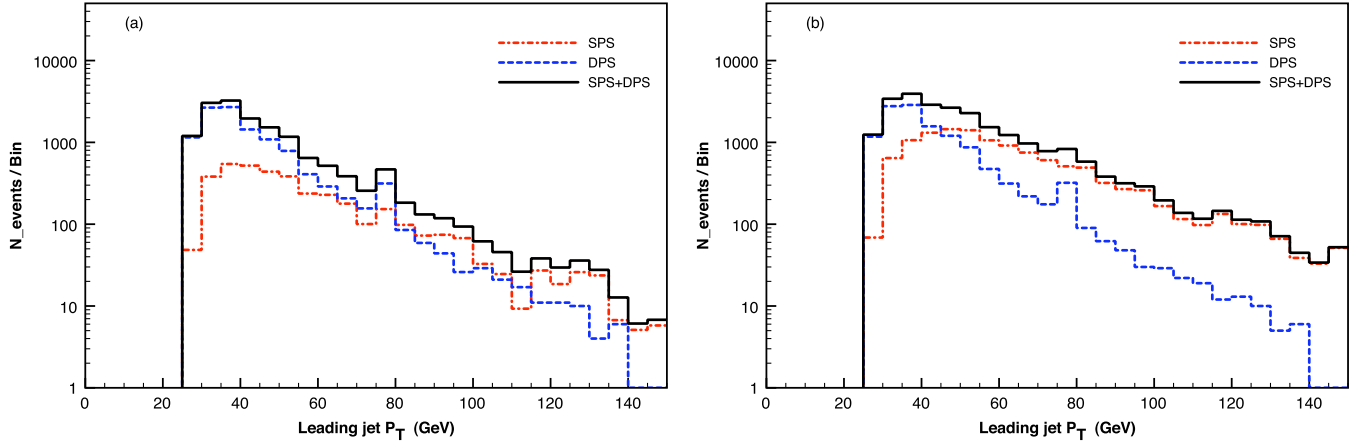 (a)
SPS
DPS
SPS+DPS
N_events / Bin
10000
1000
100
10
1
0 20 40 60 80 100 120 140
Leading jet P_T (GeV)
(b)
SPS
DPS
SPS+DPS
N_events / Bin
10000
1000
100
10
1
0 20 40 60 80 100 120 140
Leading jet P_T (GeV)